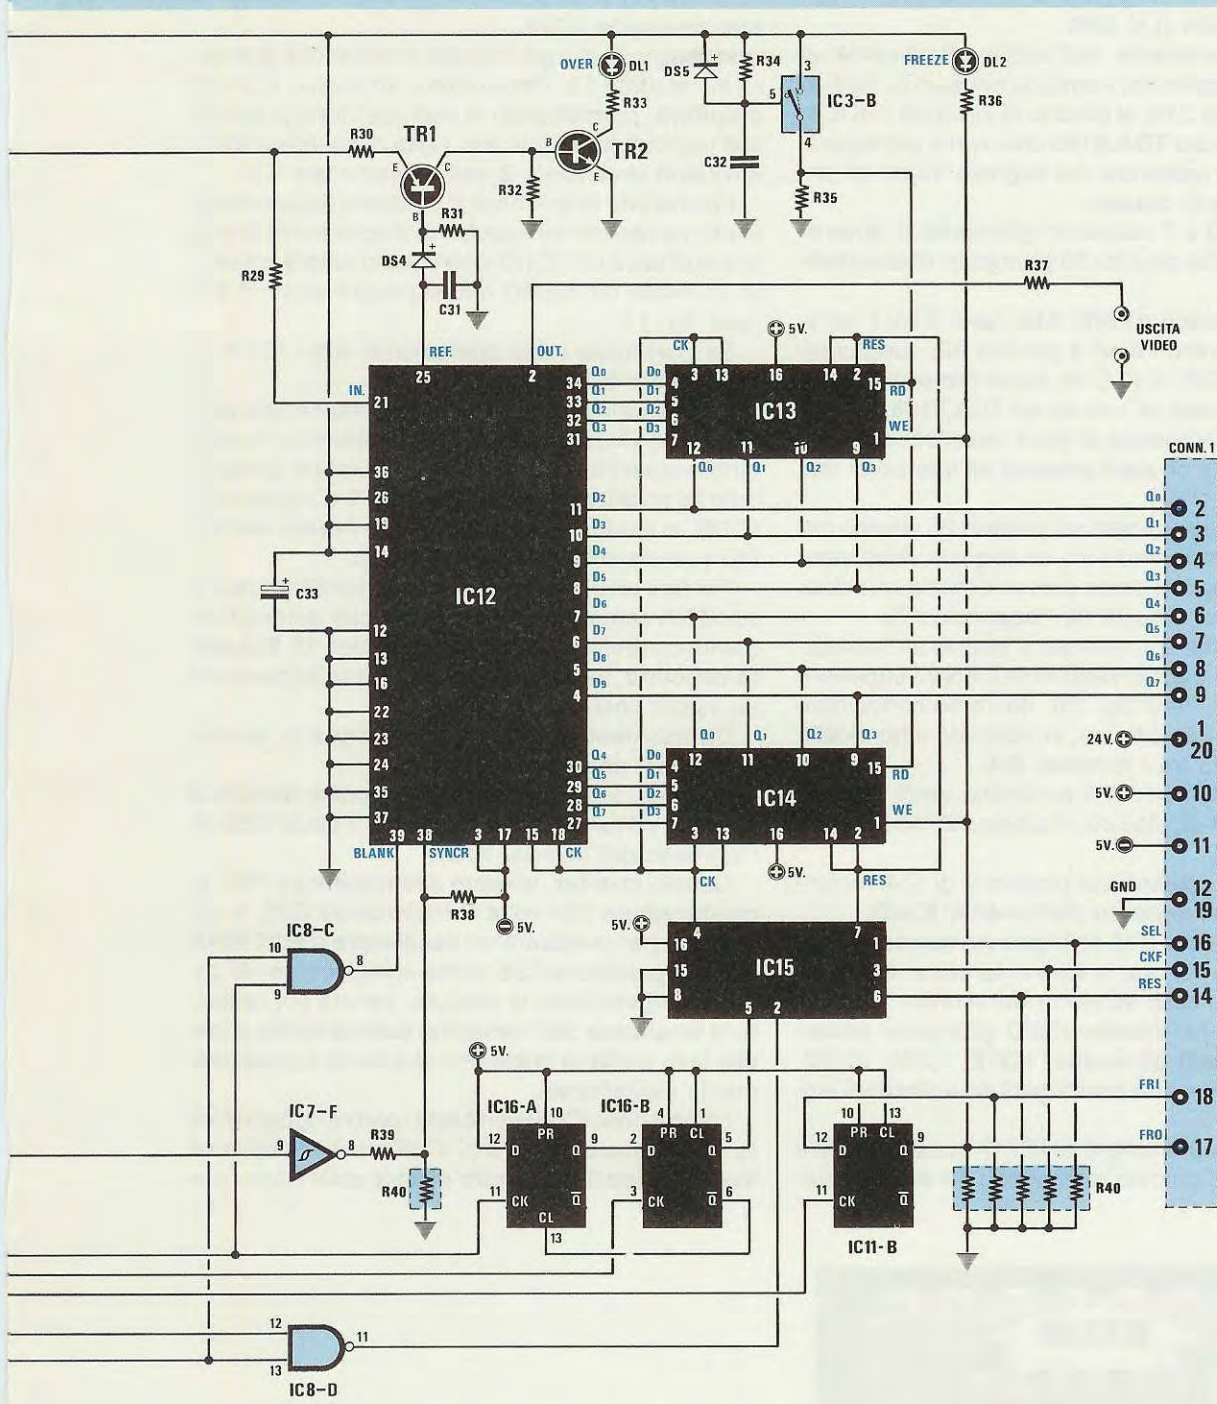 OVER
DL1
R33
DS5
+
R34
3
5
IC3-B
4
FREEZE
DL2
R36
R30
TR1
E
C
B
B
C
E
TR2
R32
C32
R35
R31
DS4
+
C31
R29
R37
USCITA
VIDEO
REF.
OUT.
IN.
25
2
21
36
26
19
14
+
C33
12
13
16
22
23
24
35
37
IC12
34
33
32
31
Q0
Q1
Q2
Q3
D0
D1
D2
D3
CK
5V.
RES
3
13
16
14
2
4
5
6
7
IC13
15
RD
WE
1
12
11
10
9
Q0
Q1
Q2
Q3
11
10
9
8
7
6
5
4
D2
D3
D4
D5
D6
D7
D8
D9
CONN.1
Q0
2
Q1
3
Q2
4
Q3
5
Q4
6
Q5
7
Q6
8
Q7
9
24V.
1
20
5V.
10
5V.
11
GND
12
19
SEL
16
CKF
15
RES
14
FRI
18
FRO
17
30
29
28
27
Q4
Q5
Q6
Q7
D0
D1
D2
D3
Q0
Q1
Q2
Q3
12
11
10
9
4
5
6
7
IC14
15
RD
WE
1
3
13
16
14
2
CK
5V.
RES
39
38
3
17
15
18
BLANK
SYNCR
CK
R38
5V.
5V.
16
15
8
4
7
IC15
1
3
6
5
2
IC8-C
10
9
8
5V.
IC7-F
9
8
R39
R40
IC16-A
10
12
PR
D
Q
9
11
CK
Q
CL
13
IC16-B
4
1
2
PR
CL
D
Q
5
3
CK
Q
6
10
13
12
PR
CL
D
Q
9
11
CK
Q
IC11-B
R40
12
13
11
IC8-D